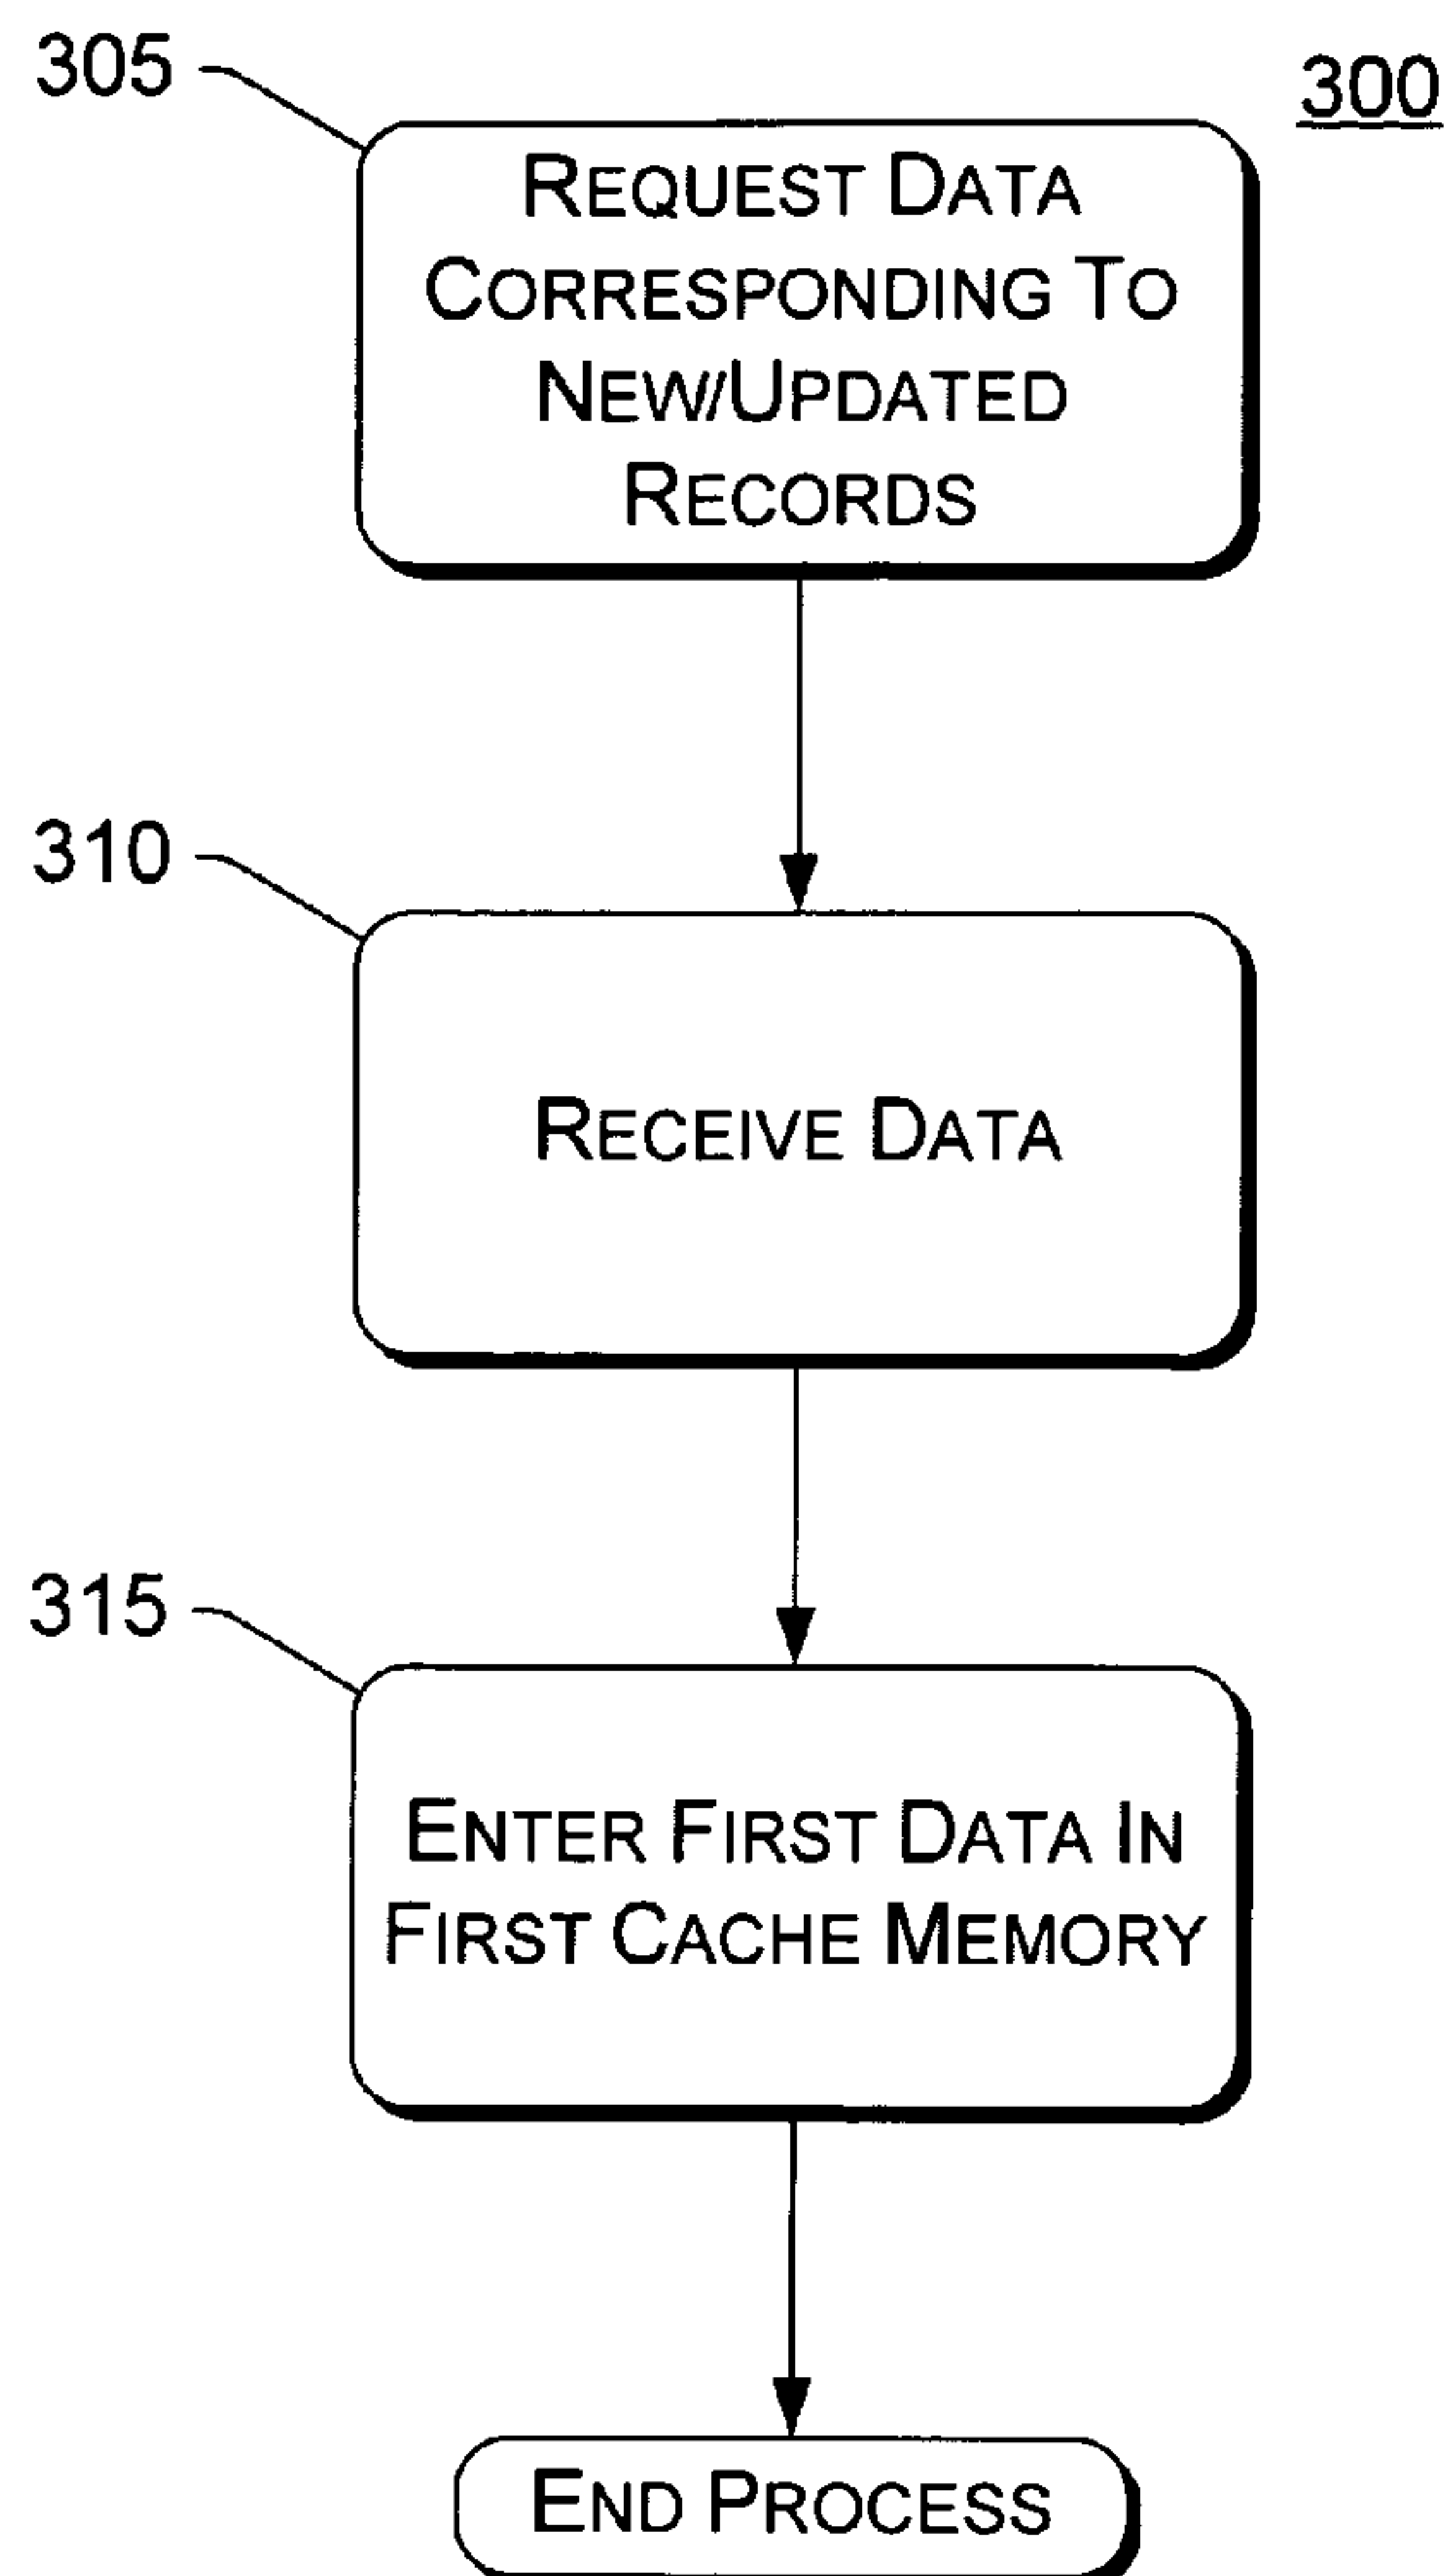 305
300
REQUEST DATA
CORRESPONDING TO
NEW/UPDATED
RECORDS
310
RECEIVE DATA
315
ENTER FIRST DATA IN
FIRST CACHE MEMORY
END PROCESS